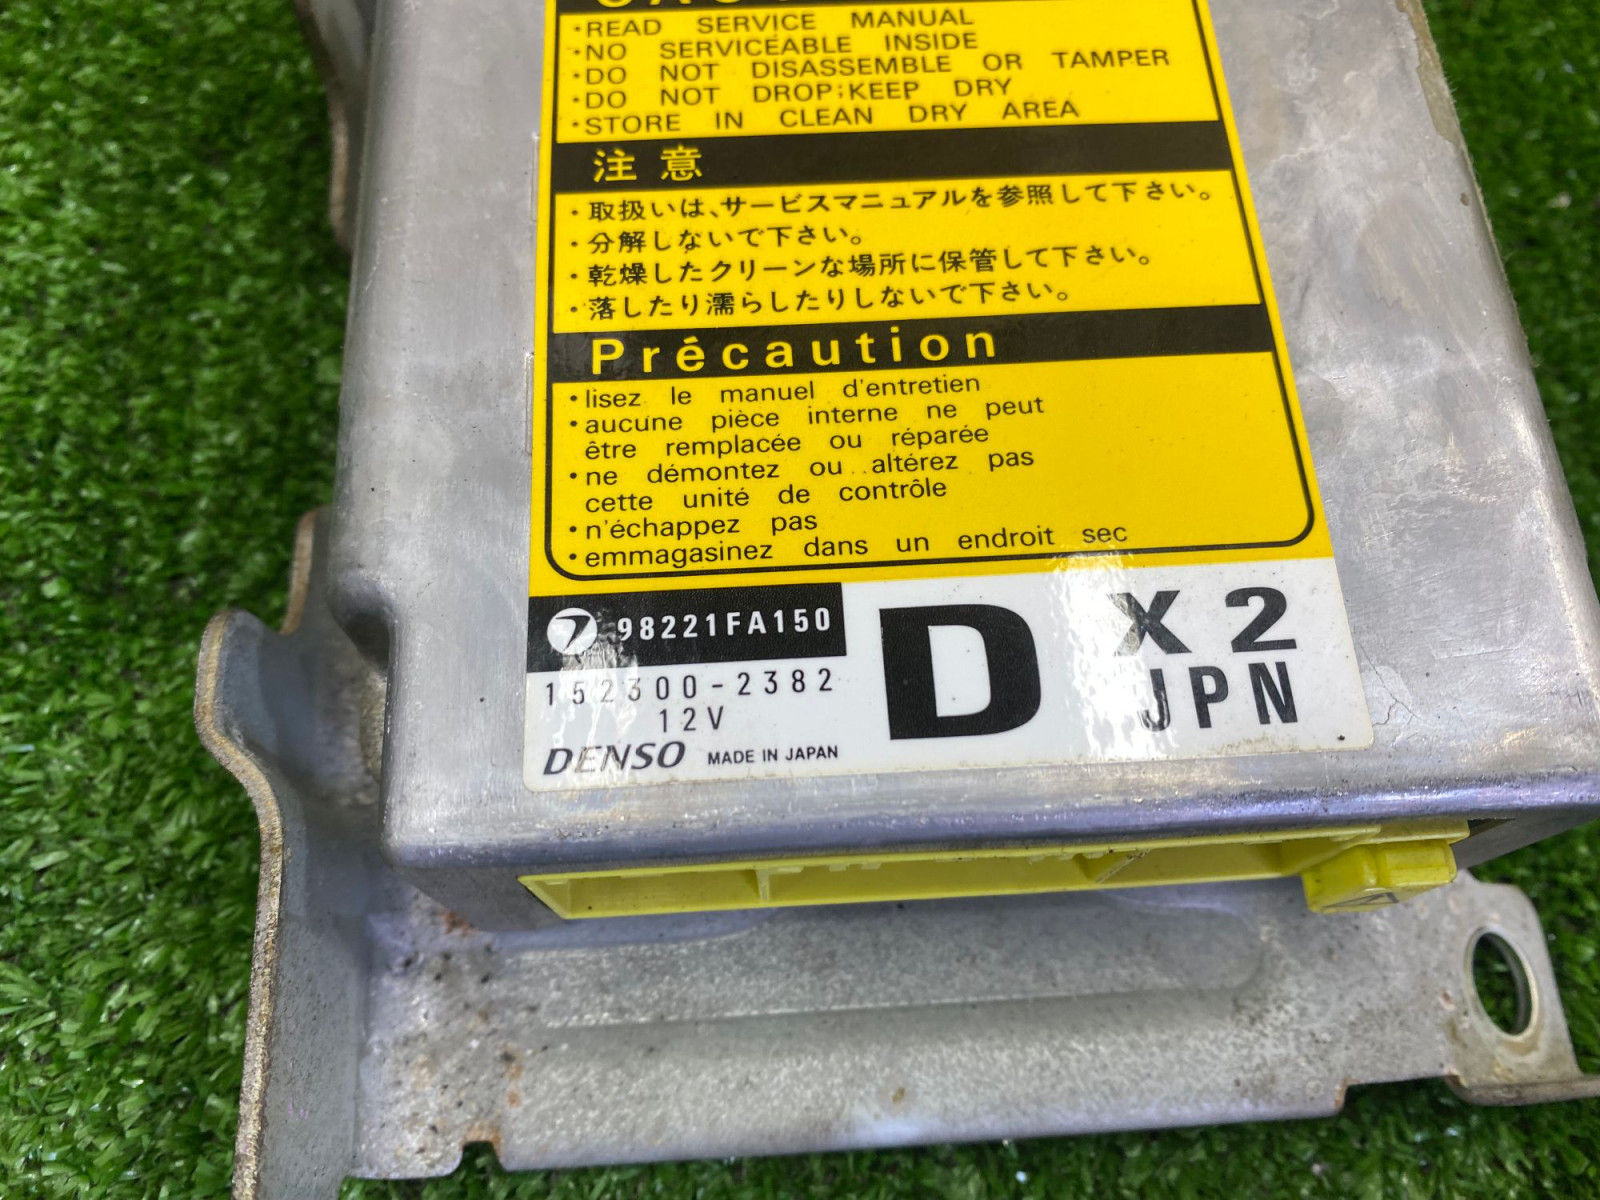 ・READ SERVICE MANUAL
・NO SERVICEABLE INSIDE
・DO NOT DISASSEMBLE OR TAMPER
・DO NOT DROP;KEEP DRY
・STORE IN CLEAN DRY AREA
注意
・取扱いは、サービスマニュアルを参照して下さい。
・分解しないで下さい。
・乾燥したクリーンな場所に保管して下さい。
・落したり濡らしたりしないで下さい。
Précaution
・lisez le manuel d'entretien
・aucune pièce interne ne peut
être remplacée ou réparée
・ne démontez ou altérez pas
cette unité de contrôle
・n'échappez pas
・emmagasinez dans un endroit sec
98221FA150
152300-2382
12V
DENSO MADE IN JAPAN
D
X2
JPN